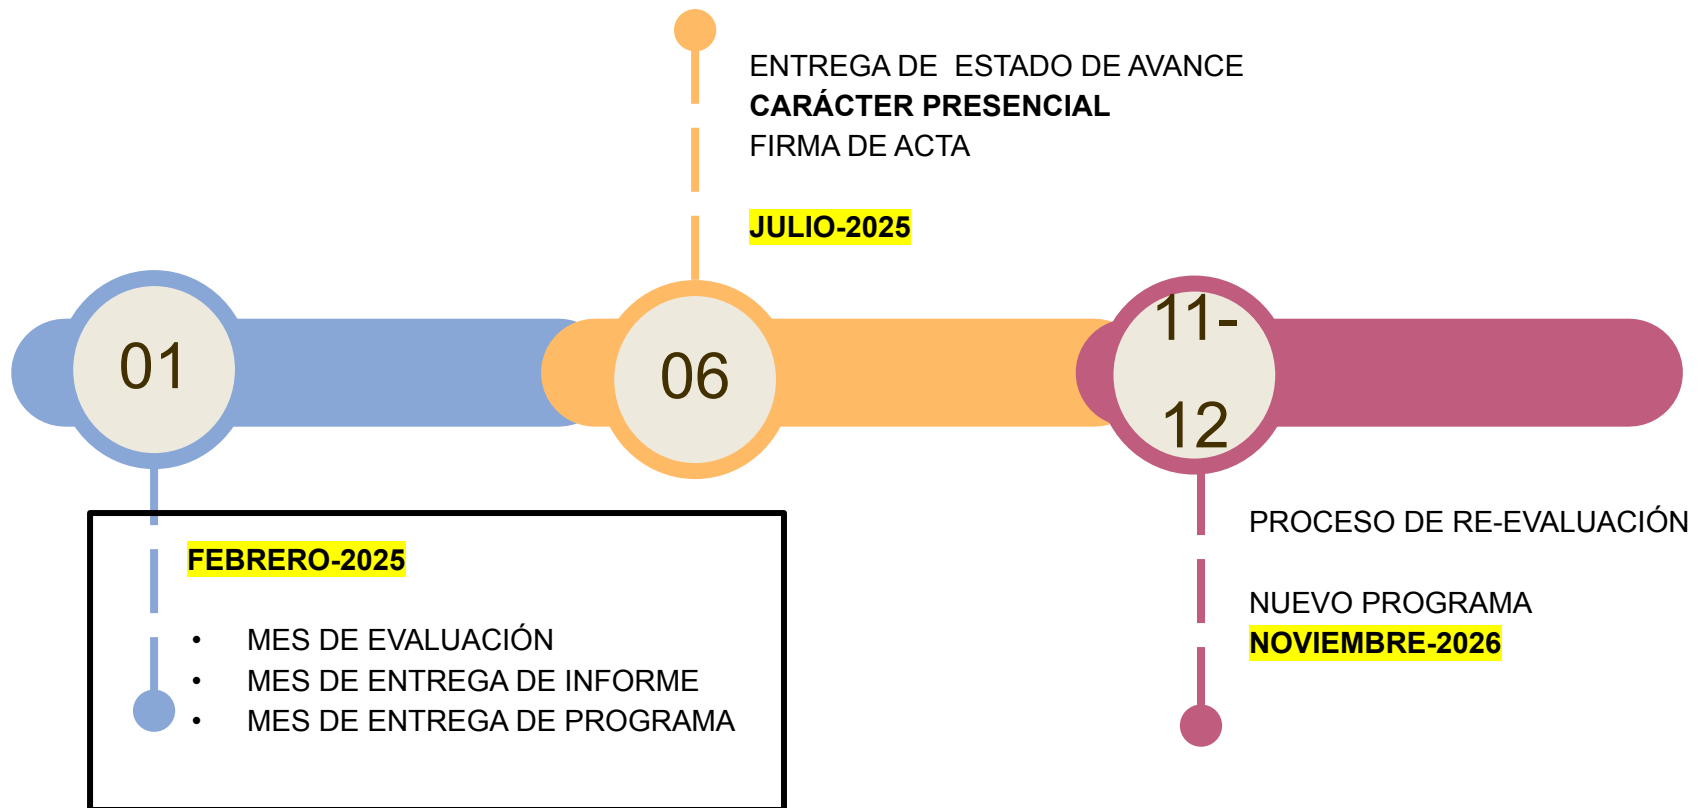 ENTREGA DE ESTADO DE AVANCE
CARÁCTER PRESENCIAL
FIRMA DE ACTA
JULIO-2025
01
06
11-
12
FEBRERO-2025
• MES DE EVALUACIÓN
• MES DE ENTREGA DE INFORME
• MES DE ENTREGA DE PROGRAMA
PROCESO DE RE-EVALUACIÓN
NUEVO PROGRAMA
NOVIEMBRE-2026